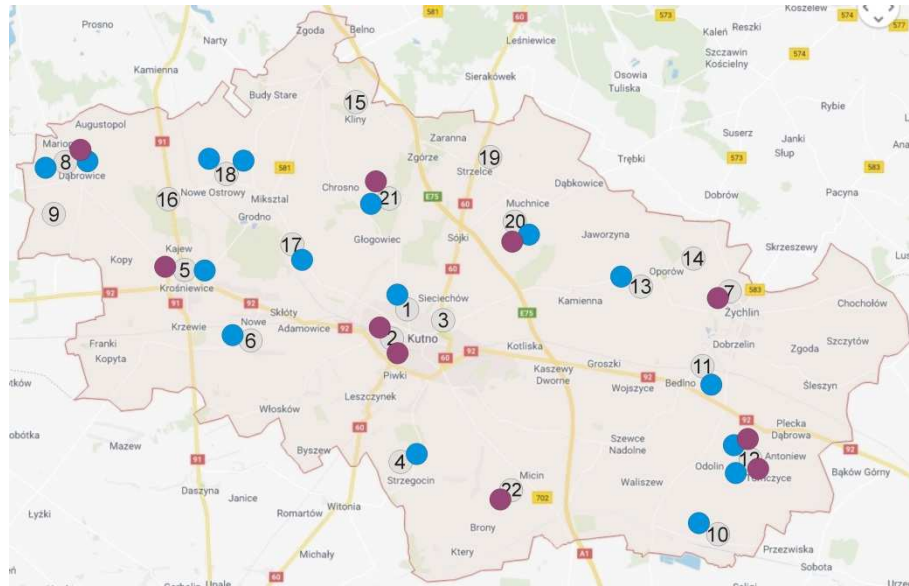 Prosno
Zgoda
Belno
581
60
573
Kaleń
Reszki
Koszelew
574
577
Narty
Leśniewice
Szczawin
Kościelny
574
Kamienna
Sierakówek
Osowia
Tuliska
Budy Stare
15
Kliny
Rybie
Augustopol
91
Zaranna
Suserz
Janki
Słup
8
Dąbrowice
18
581
Zgórze
19
Strzelce
Trębki
573
583
Chrosno
E75
Dąbkowice
Dobrów
Pacyna
16
Nowe Ostrowy
Miksztal
21
60
Muchnice
9
Grodno
20
17
Głogowiec
Sójki
Jaworzyna
14
Skrzeszewy
Kajew
Kopy
5
Oporów
13
7
583
92
Krośniewice
91
92
Sieciechów
Kamienna
Żychlin
Chochołów
1
E75
Skłóty
3
Krzewie
Nowe
Adamowice
92
2
Kutno
Dobrzelin
Szczytów
Franki
6
92
Kotliska
Zgoda
Kopyta
Piwki
60
Kaszewy
Dworne
Groszki
11
Leszczynek
Wojszyce
92
Bedlno
Śleszyn
Włosków
60
92
Plecka
Dąbrowa
Mazew
Byszew
Szewce
Nadolne
92
91
4
Strzegocin
Odolin
12
Antoniew
Bąków Górny
Daszyna
Janice
Micin
22
702
Waliszew
Łyżki
Romartów
Witonia
Brony
10
Michały
Ktery
A1
Przezwiska
Sobota
60